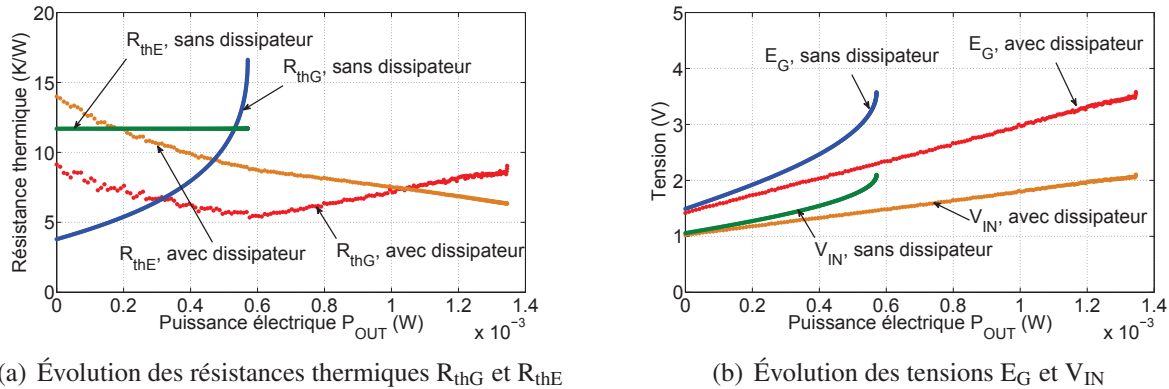 20
15
10
5
0
0 0.2 0.4 0.6 0.8 1 1.2 1.4
x 10⁻³
Résistance thermique (K/W)
Puissance électrique P_OUT (W)
R_thE, sans dissipateur
R_thG, sans dissipateur
R_thE, avec dissipateur
R_thG, avec dissipateur
(a) Évolution des résistances thermiques R_thG et R_thE
5
4
3
2
1
0
0 0.2 0.4 0.6 0.8 1 1.2 1.4
x 10⁻³
Tension (V)
Puissance électrique P_OUT (W)
E_G, sans dissipateur
E_G, avec dissipateur
V_IN, avec dissipateur
V_IN, sans dissipateur
(b) Évolution des tensions E_G et V_IN